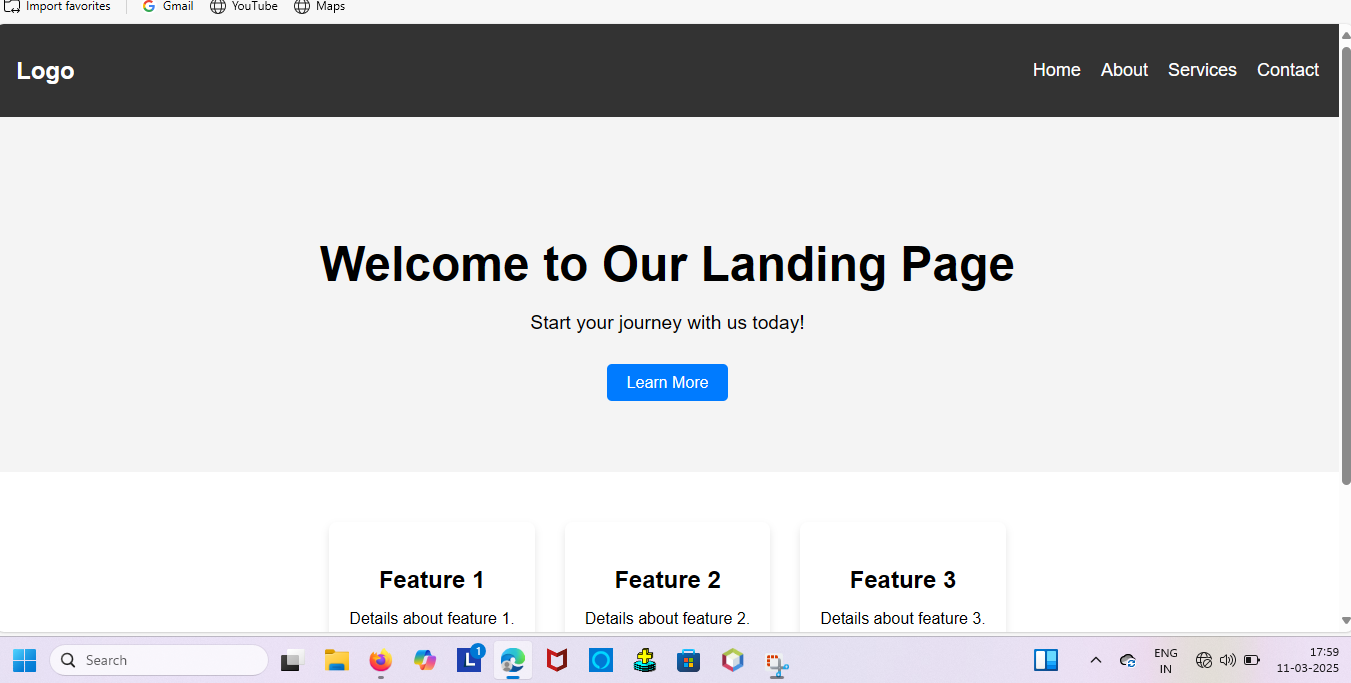 Import favorites Gmail YouTube Maps
Logo Home About Services Contact
Welcome to Our Landing Page
Start your journey with us today!
Learn More
Feature 1 Feature 2 Feature 3
Details about feature 1. Details about feature 2. Details about feature 3.
Search L 1 ENG 17:59
IN 11-03-2025